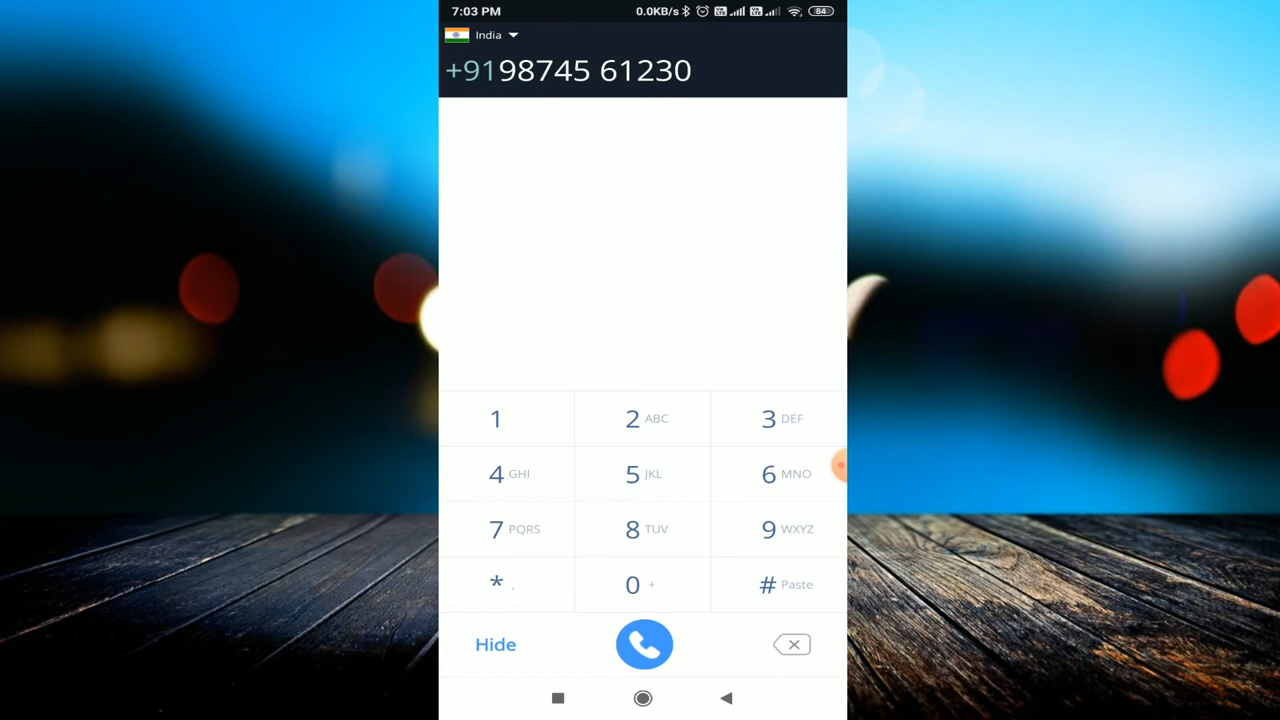 7:03 PM 0.0KB/s 84
India
+9198745 61230
1 2 ABC 3 DEF
4 GHI 5 JKL 6 MNO
7 PQRS 8 TUV 9 WXYZ
* , 0 + # Paste
Hide